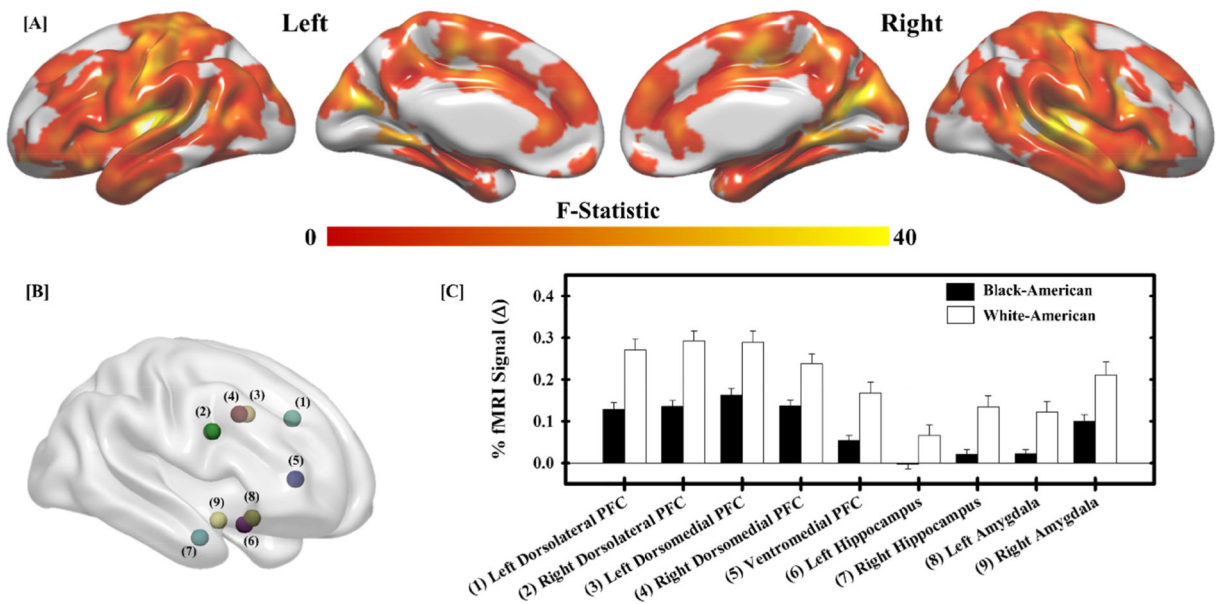 [A]
Left
Right
F-Statistic
0
40
[B]
(1)
(2)
(3)
(4)
(5)
(6)
(7)
(8)
(9)
[C]
% fMRI Signal (Δ)
0.4
0.3
0.2
0.1
0.0
Black-American
White-American
(1) Left Dorsolateral PFC
(2) Right Dorsolateral PFC
(3) Left Dorsomedial PFC
(4) Right Dorsomedial PFC
(5) Ventromedial PFC
(6) Left Hippocampus
(7) Right Hippocampus
(8) Left Amygdala
(9) Right Amygdala